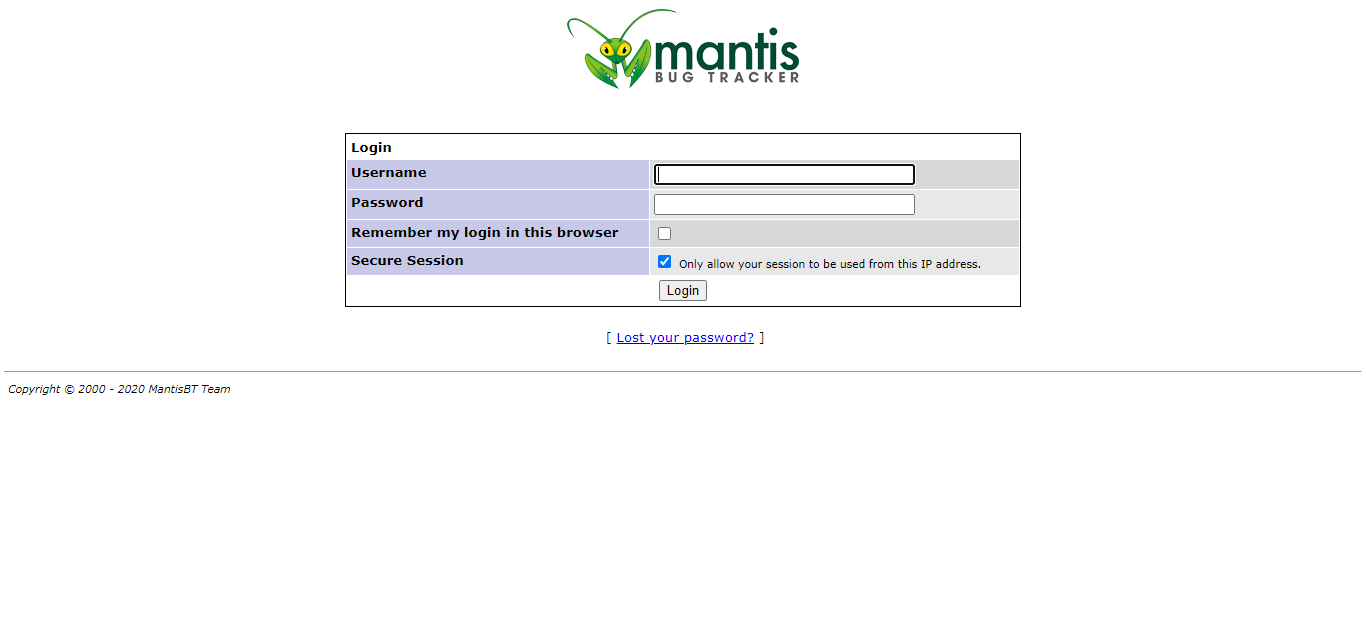 mantis
BUG TRACKER
Login
Username
Password
Remember my login in this browser
Secure Session Only allow your session to be used from this IP address.
Login
[ Lost your password? ]
Copyright © 2000 - 2020 MantisBT Team